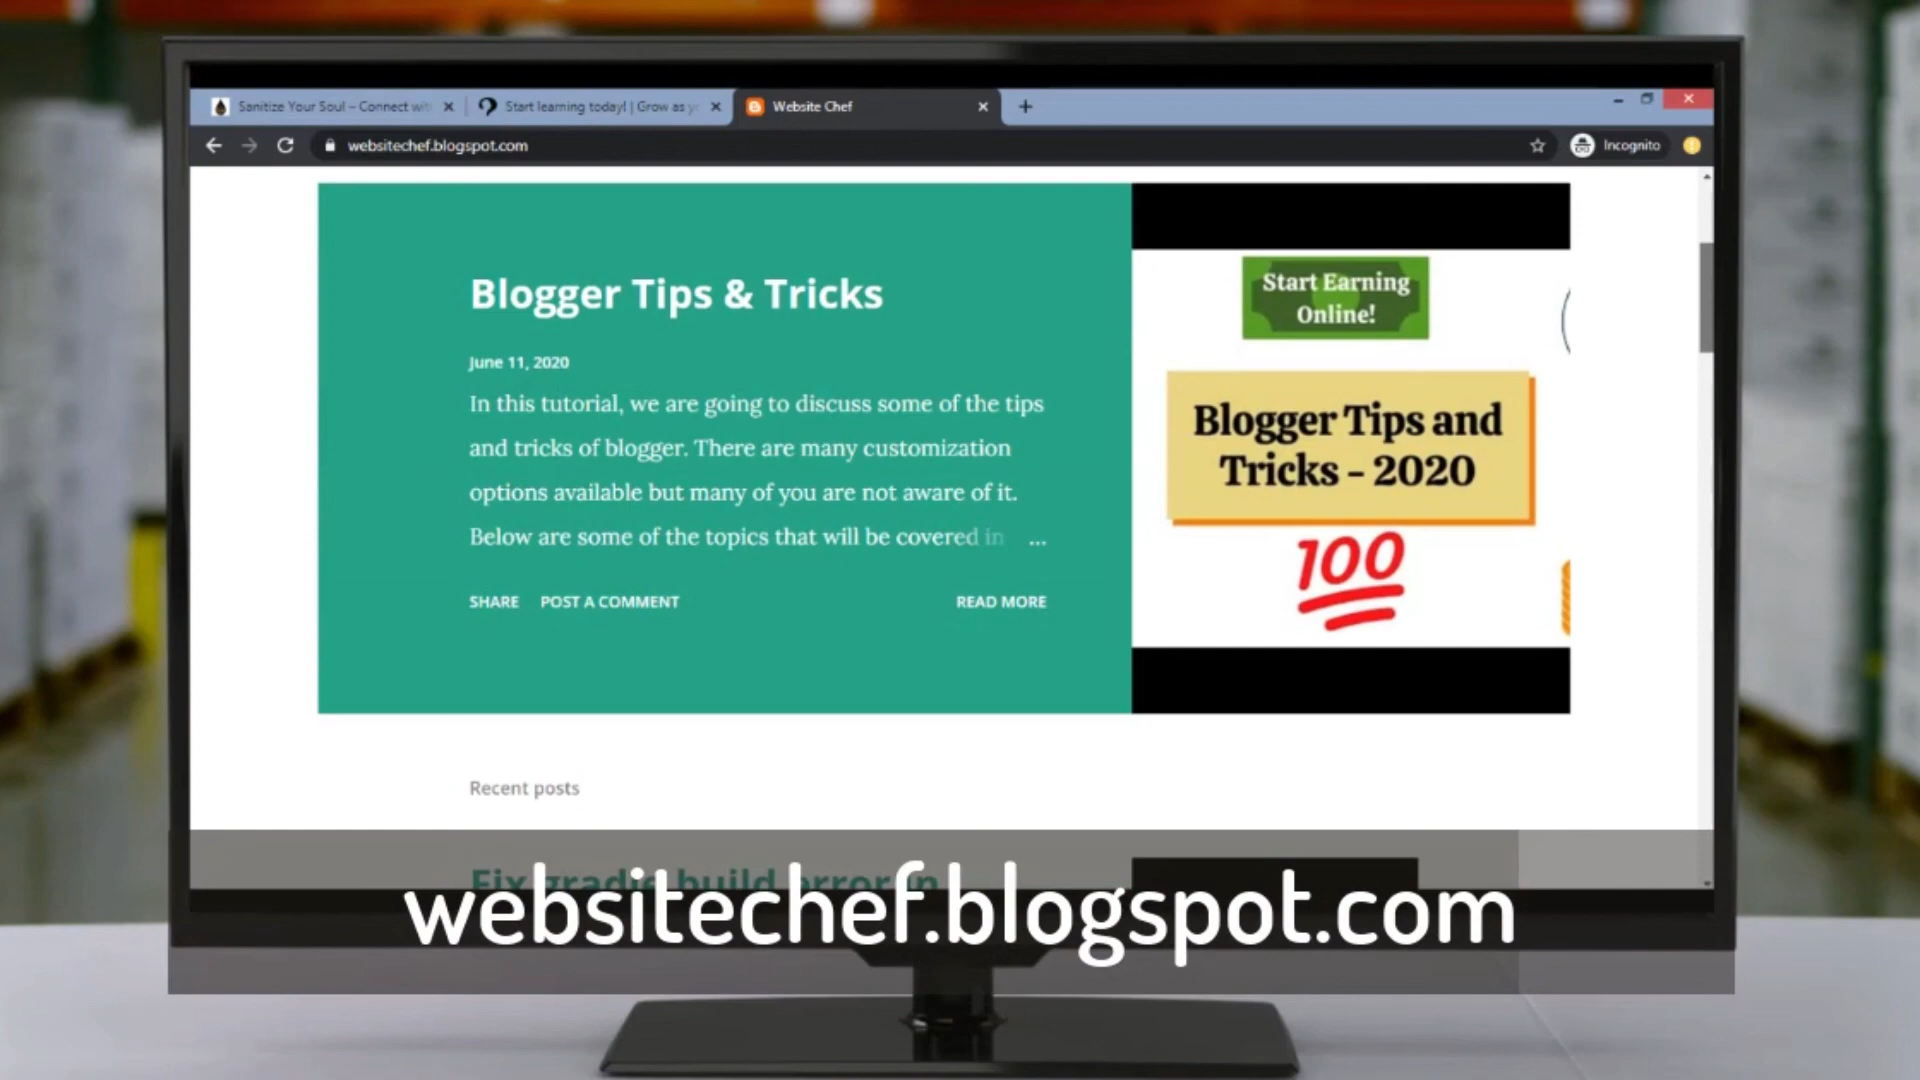 Sanitize Your Soul – Connect wit
Start learning today! | Grow as yo
Website Chef
websitechef.blogspot.com
Incognito
Blogger Tips & Tricks
June 11, 2020
In this tutorial, we are going to discuss some of the tips
and tricks of blogger. There are many customization
options available but many of you are not aware of it.
Below are some of the topics that will be covered in ...
SHARE POST A COMMENT READ MORE
Start Earning
Online!
Blogger Tips and
Tricks - 2020
100
Recent posts
Fix gradle build error in
websitechef.blogspot.com